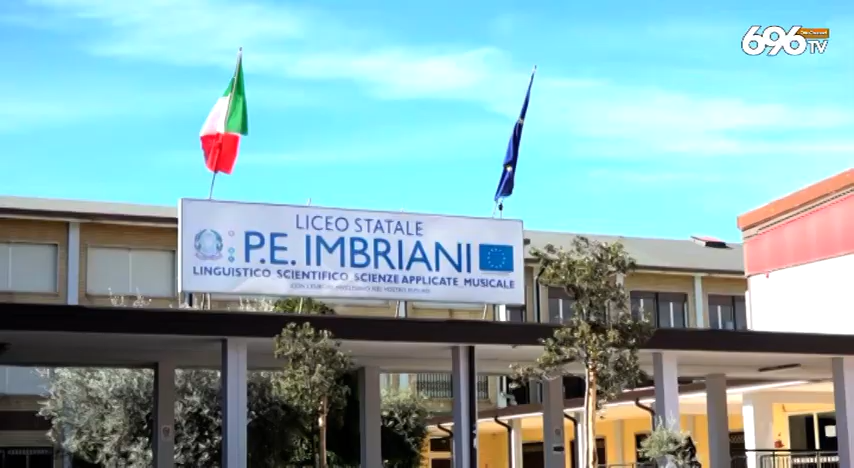 696
TV
LICEO STATALE
P.E. IMBRIANI
LINGUISTICO SCIENTIFICO SCIENZE APPLICATE MUSICALE